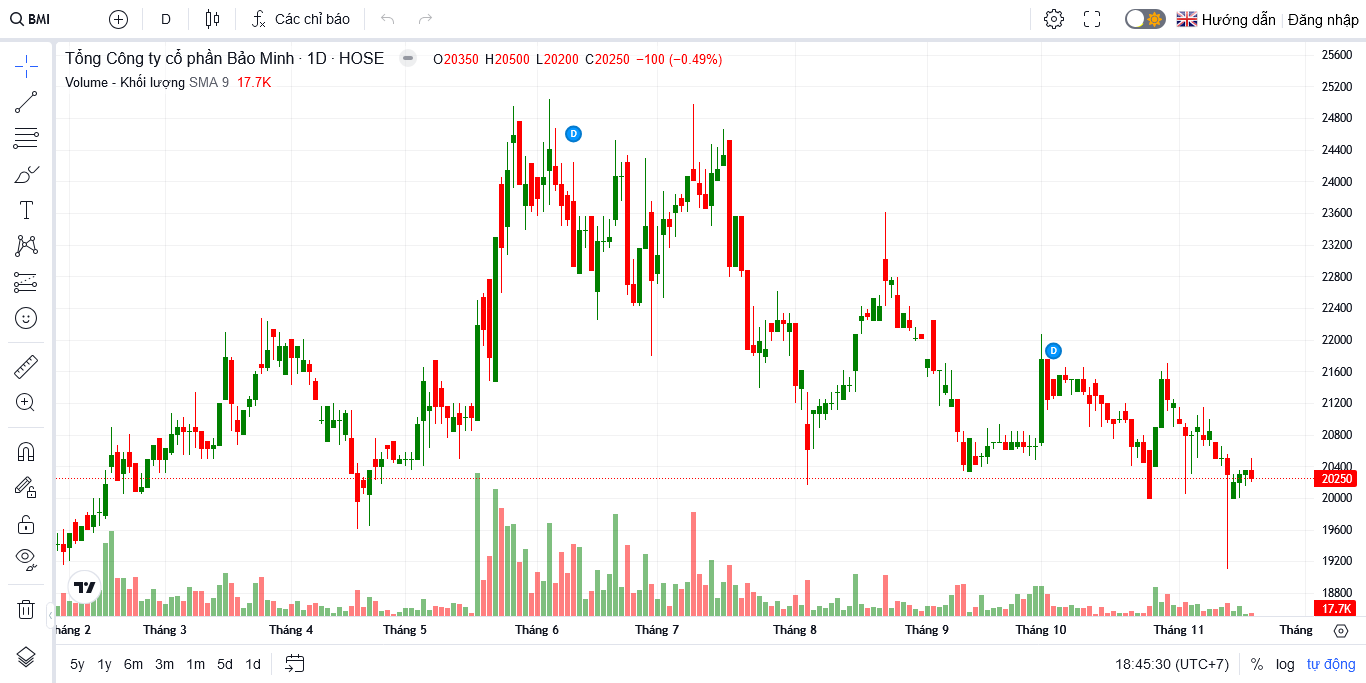 BMI D Các chỉ báo Hướng dẫn Đăng nhập
Tổng Công ty cổ phần Bảo Minh · 1D · HOSE O20350 H20500 L20200 C20250 −100 (−0.49%)
Volume - Khối lượng SMA 9 17.7K
25600
25200
24800
D
24400
24000
23600
23200
22800
22400
22000
D
21600
21200
20800
20400
20250
20000
19600
19200
18800
17.7K
háng 2 Tháng 3 Tháng 4 Tháng 5 Tháng 6 Tháng 7 Tháng 8 Tháng 9 Tháng 10 Tháng 11 Tháng
5y 1y 6m 3m 1m 5d 1d 18:45:30 (UTC+7) % log tự động